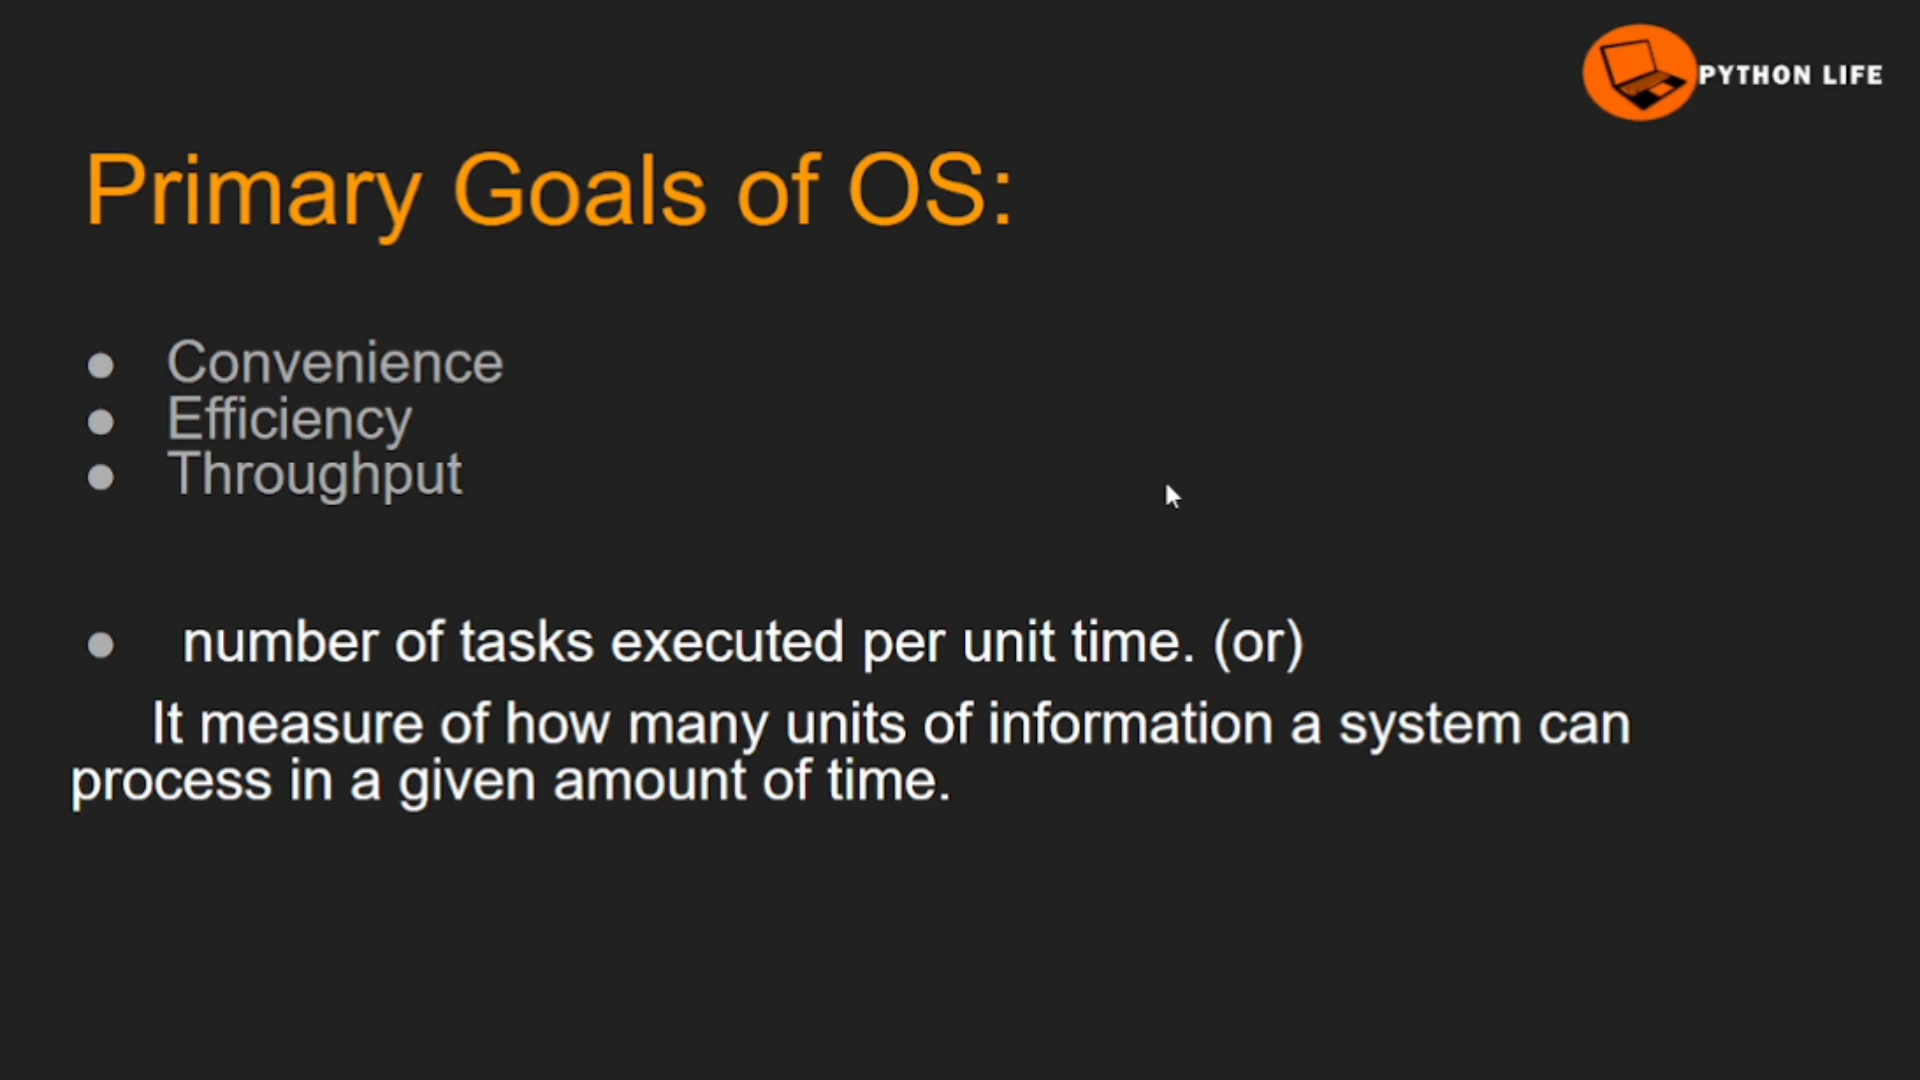 PYTHON LIFE
Primary Goals of OS:
● Convenience
● Efficiency
● Throughput
● number of tasks executed per unit time. (or)
It measure of how many units of information a system can
process in a given amount of time.